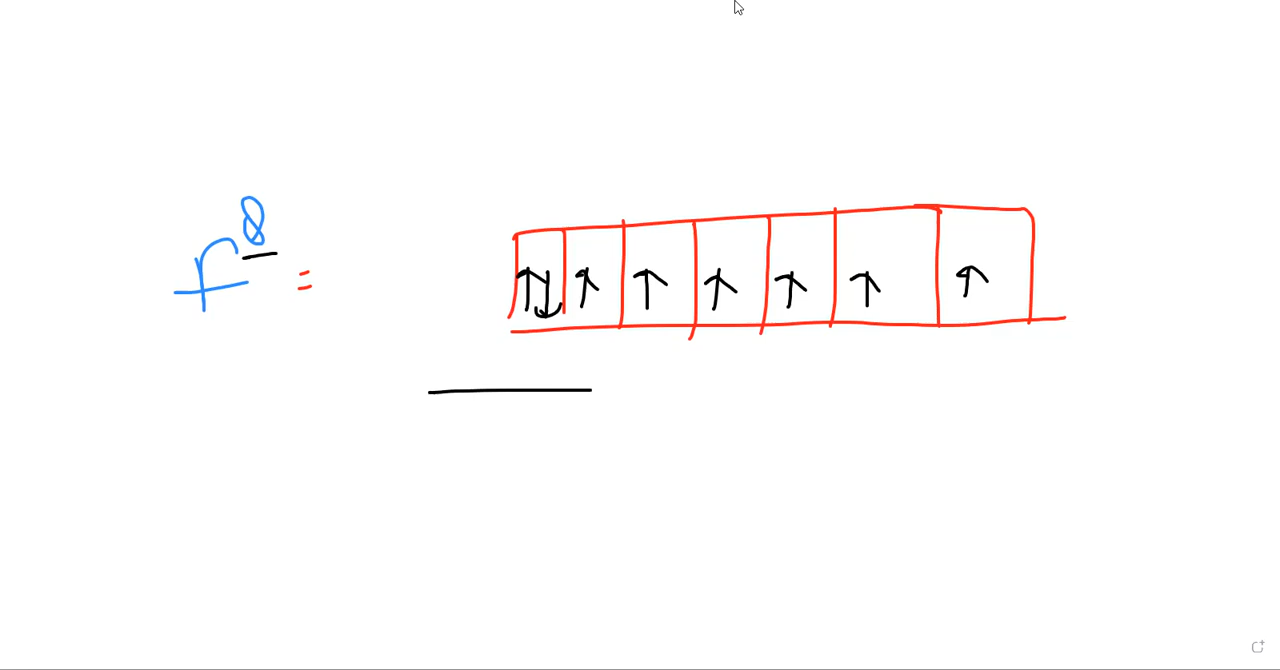 f⁸ = ↑↓ ↑ ↑ ↑ ↑ ↑ ↑